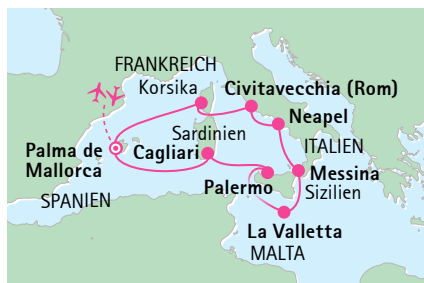 FRANKREICH
Korsika
Civitavecchia (Rom)
Neapel
Sardinien
ITALIEN
Palma de
Mallorca
Cagliari
Messina
Palermo
Sizilien
SPANIEN
La Valletta
MALTA